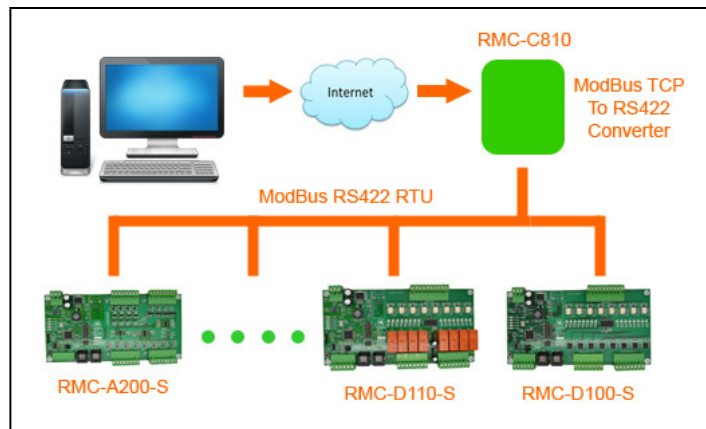 RMC-C810
Internet
ModBus TCP
To RS422
Converter
ModBus RS422 RTU
RMC-A200-S
RMC-D110-S
RMC-D100-S